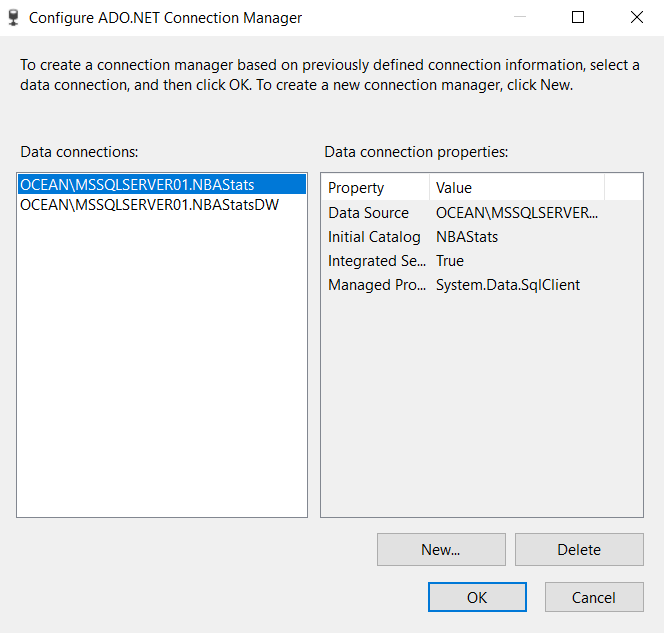 Configure ADO.NET Connection Manager
To create a connection manager based on previously defined connection information, select a
data connection, and then click OK. To create a new connection manager, click New.
Data connections:
Data connection properties:
OCEAN\MSSQLSERVER01.NBAStats
OCEAN\MSSQLSERVER01.NBAStatsDW
Property Value
Data Source OCEAN\MSSQLSERVER...
Initial Catalog NBAStats
Integrated Se... True
Managed Pro... System.Data.SqlClient
New... Delete
OK Cancel